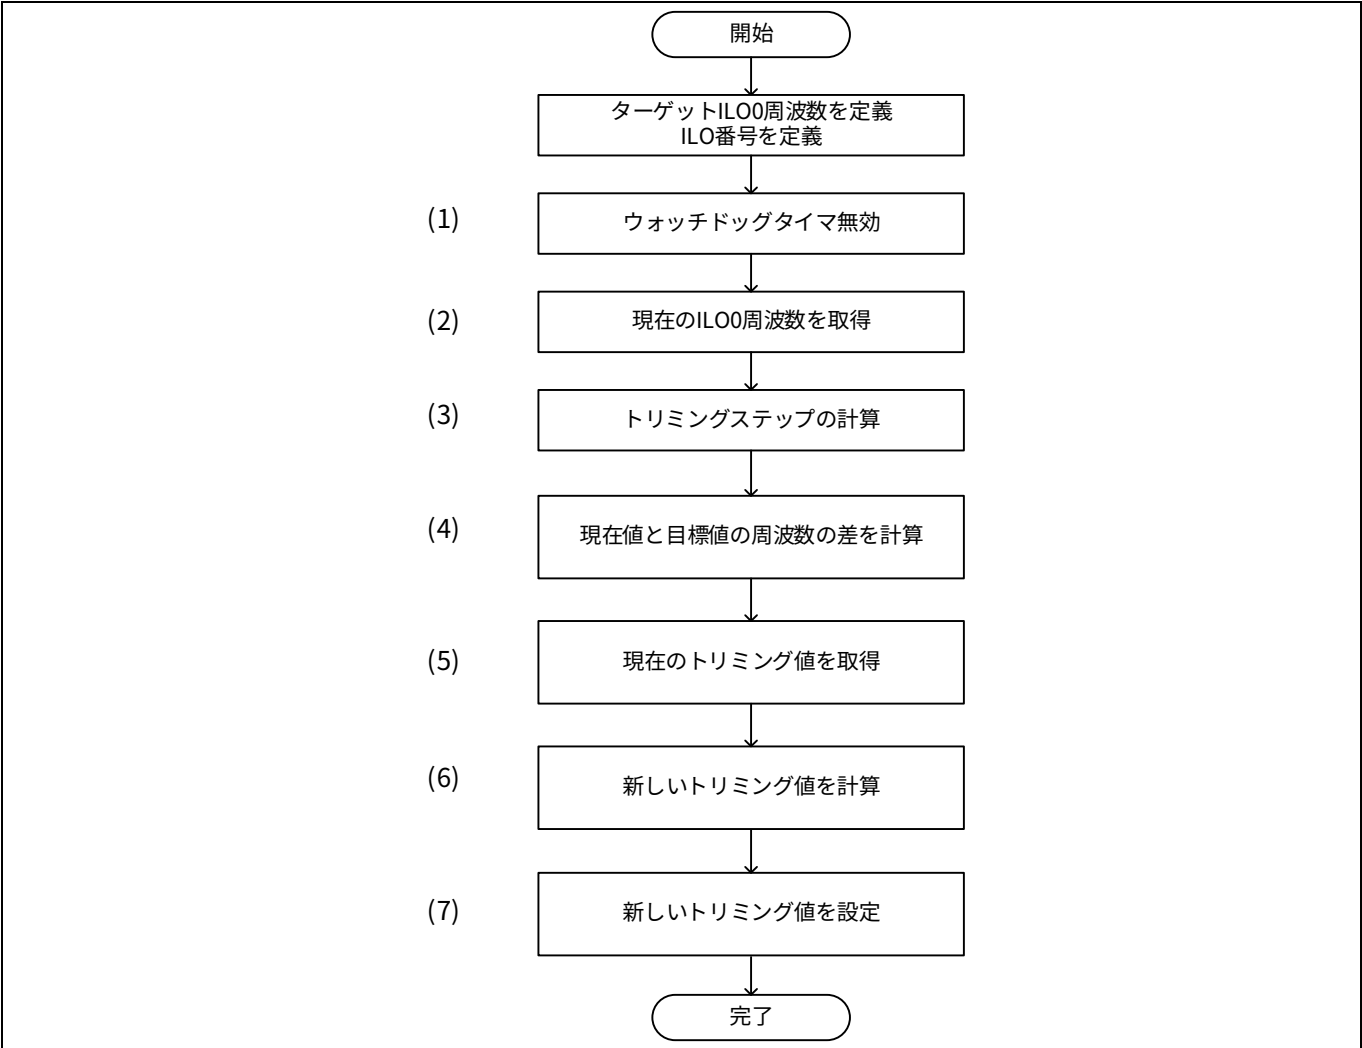 開始
ターゲットILO0周波数を定義
ILO番号を定義
(1)
ウォッチドッグタイマ無効
(2)
現在のILO0周波数を取得
(3)
トリミングステップの計算
(4)
現在値と目標値の周波数の差を計算
(5)
現在のトリミング値を取得
(6)
新しいトリミング値を計算
(7)
新しいトリミング値を設定
完了